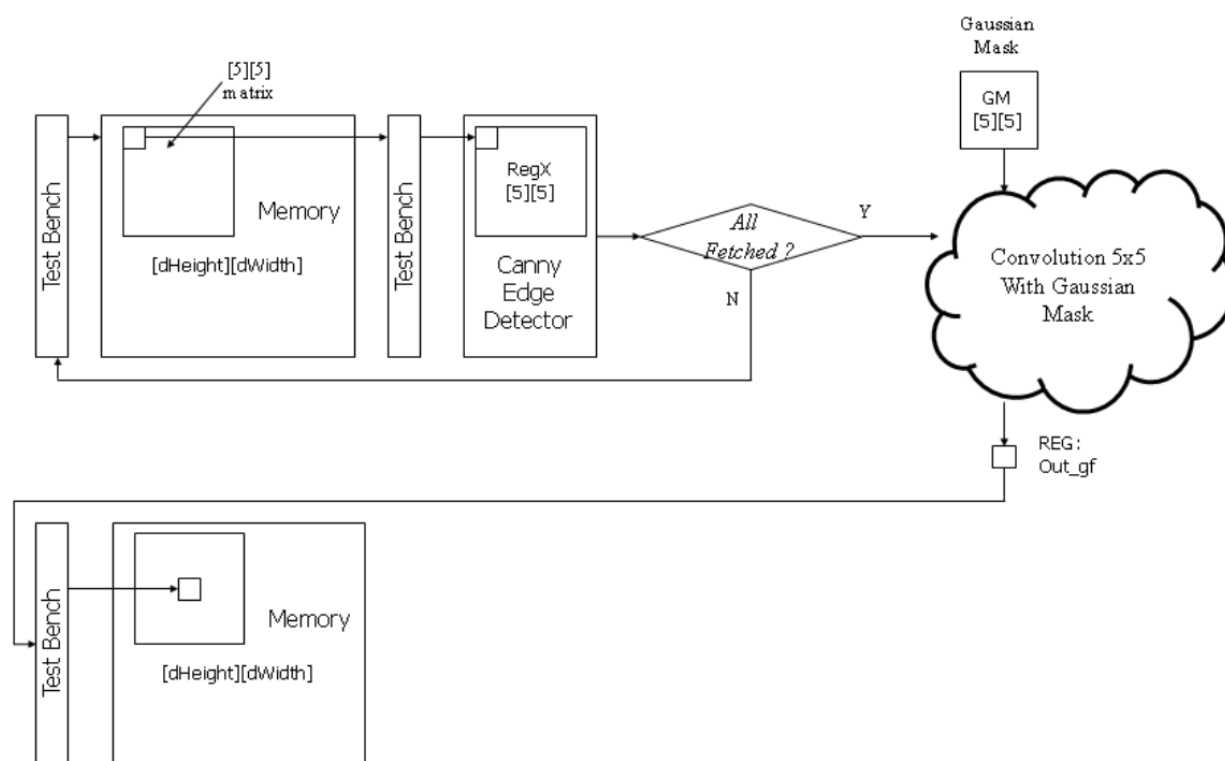 Gaussian
Mask
[5][5]
matrix
GM
[5][5]
Test Bench
Memory
[dHeight][dWidth]
Test Bench
RegX
[5][5]
Canny
Edge
Detector
All
Fetched ?
Y
N
Convolution 5x5
With Gaussian
Mask
REG:
Out_gf
Test Bench
Memory
[dHeight][dWidth]